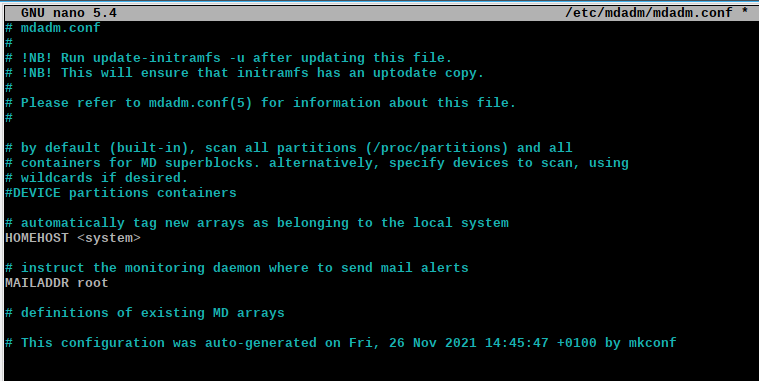 GNU nano 5.4 /etc/mdadm/mdadm.conf *
# mdadm.conf
#
# !NB! Run update-initramfs -u after updating this file.
# !NB! This will ensure that initramfs has an uptodate copy.
#
# Please refer to mdadm.conf(5) for information about this file.
#
# by default (built-in), scan all partitions (/proc/partitions) and all
# containers for MD superblocks. alternatively, specify devices to scan, using
# wildcards if desired.
#DEVICE partitions containers
# automatically tag new arrays as belonging to the local system
HOMEHOST <system>
# instruct the monitoring daemon where to send mail alerts
MAILADDR root
# definitions of existing MD arrays
# This configuration was auto-generated on Fri, 26 Nov 2021 14:45:47 +0100 by mkconf